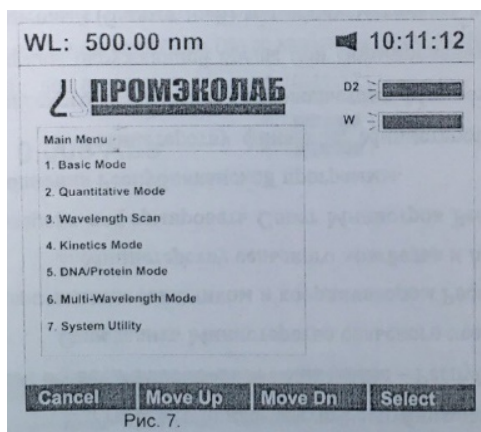 WL: 500.00 nm 10:11:12
ПРОМЭКОЛАБ
D2
W
Main Menu
1. Basic Mode
2. Quantitative Mode
3. Wavelength Scan
4. Kinetics Mode
5. DNA/Protein Mode
6. Multi-Wavelength Mode
7. System Utility
Cancel Move Up Move Dn Select
Рис. 7.